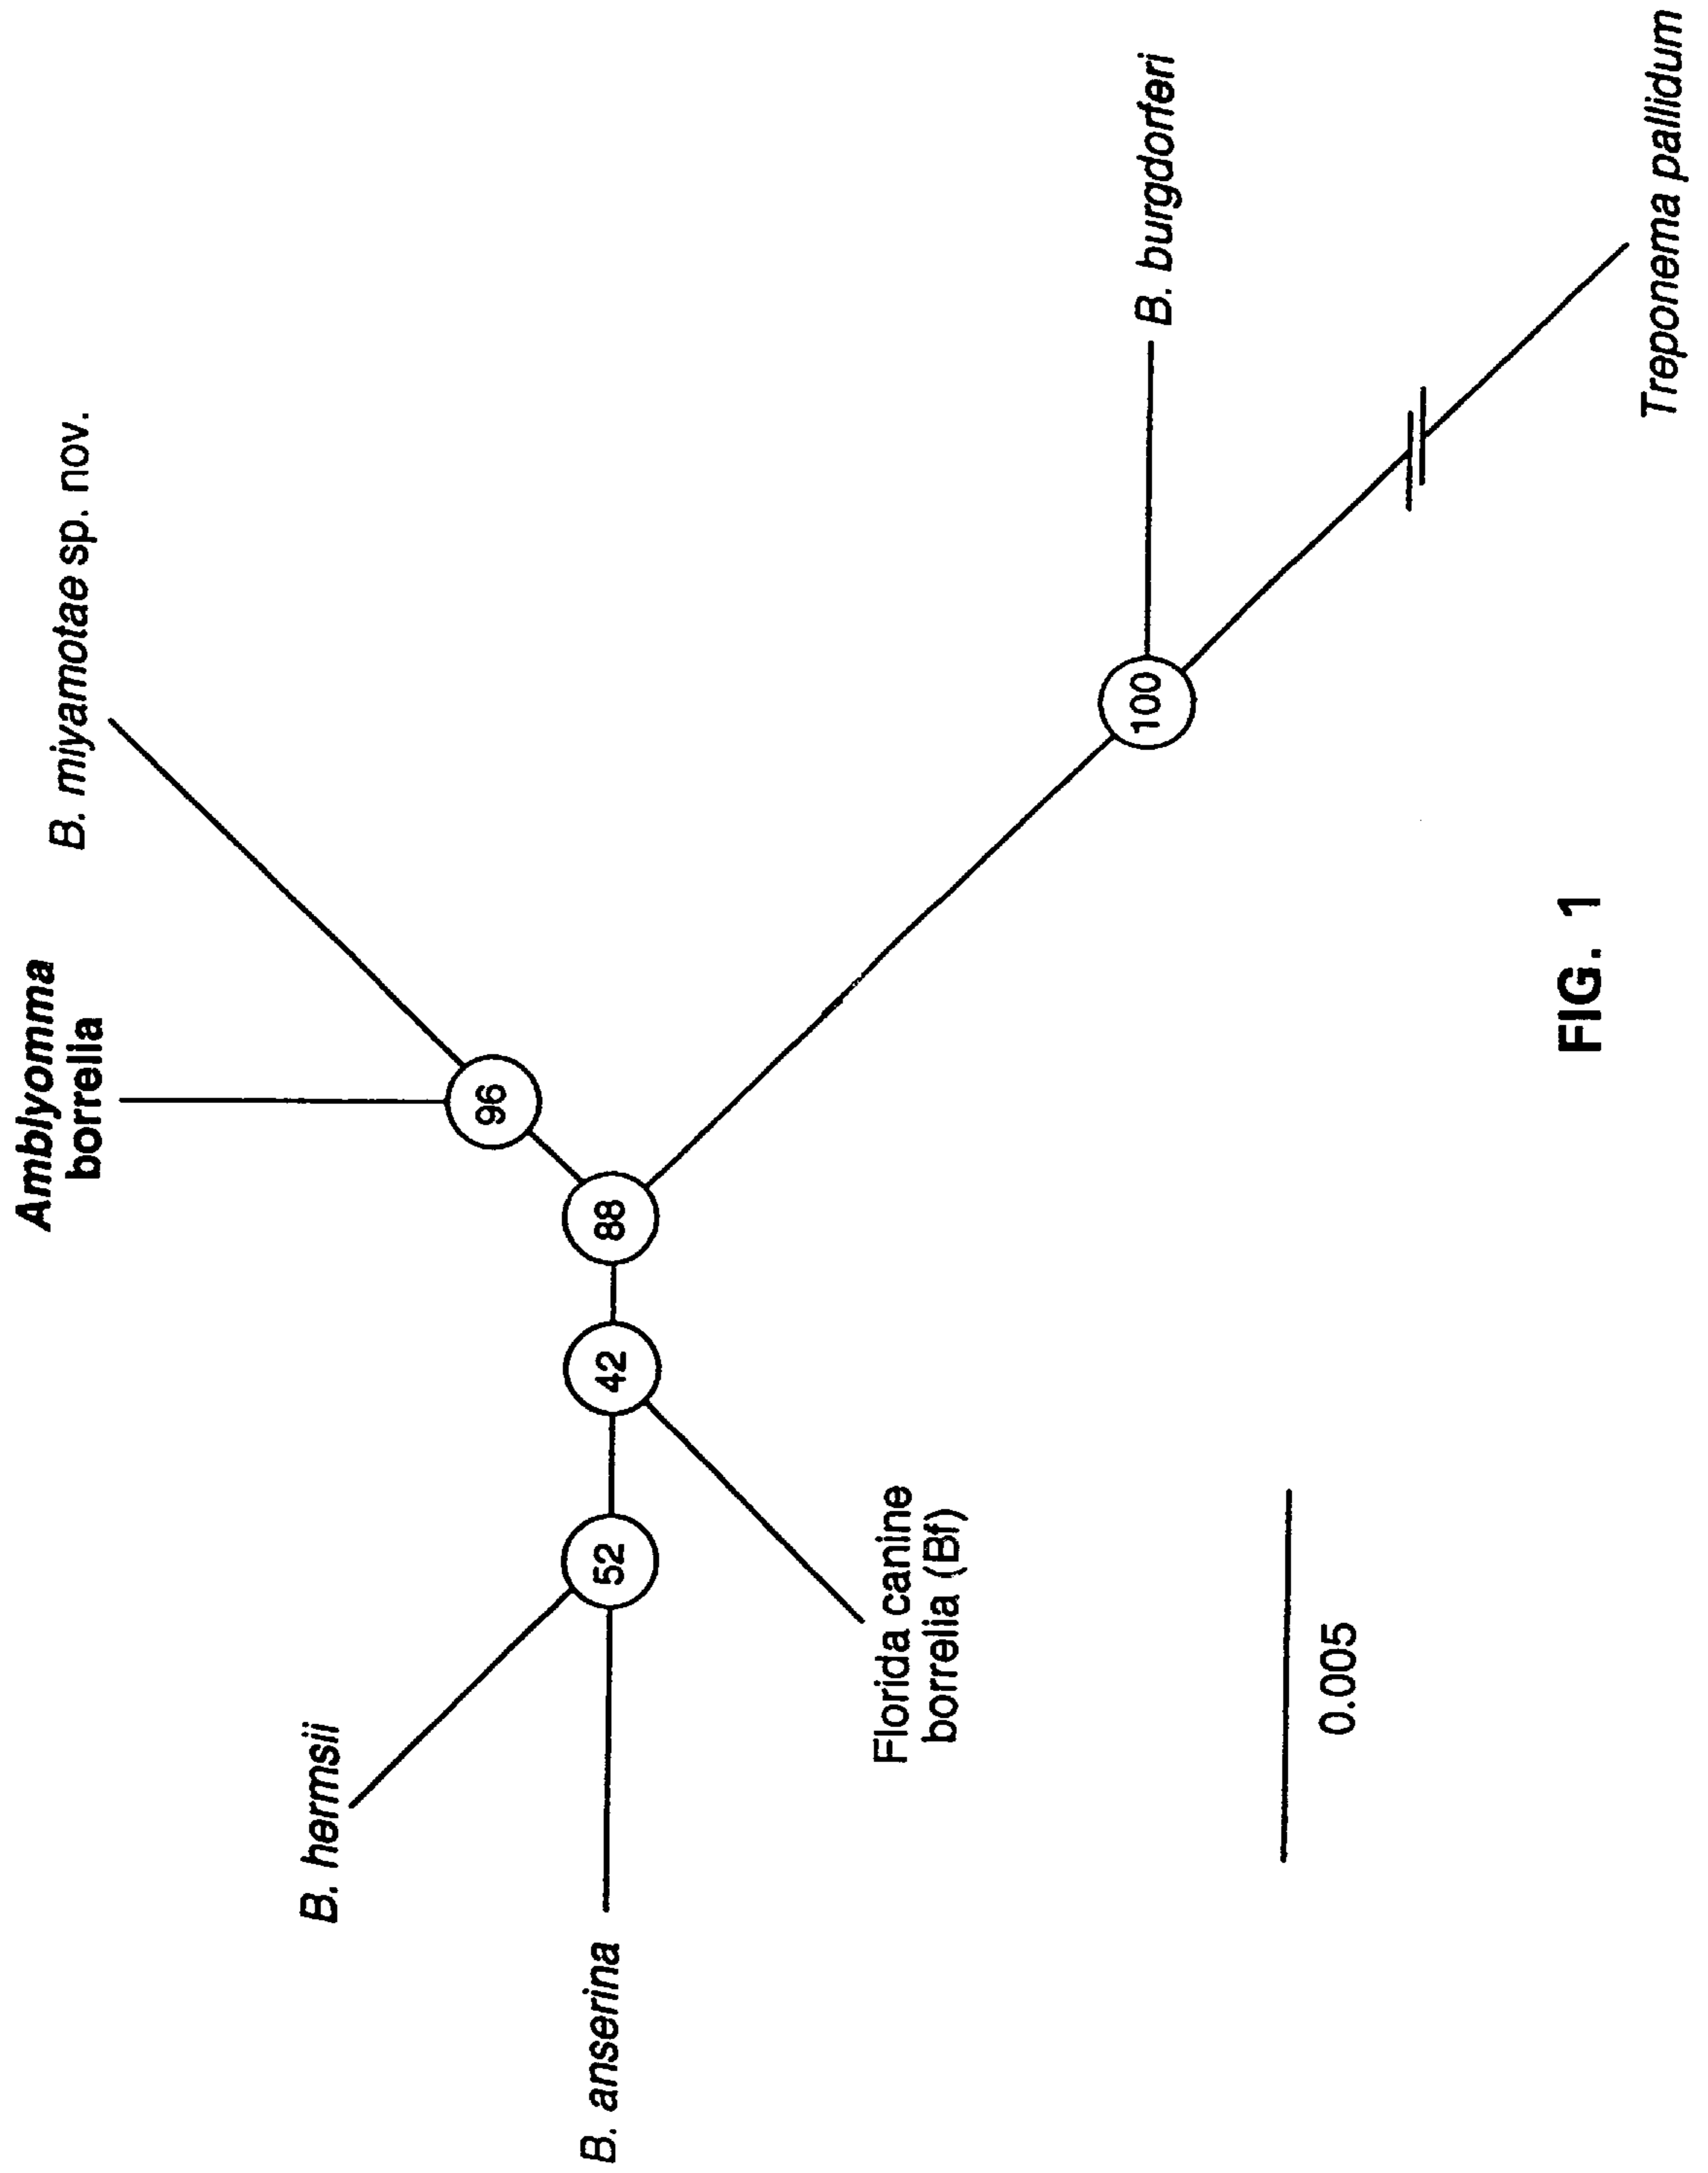 Amblyomma
borrelia
B. miyamotae sp. nov.
B. hermsii
96
B. anserina
52
42
88
Florida canine
borrelia (Bf)
100
B. burgdorferi
0.005
Treponema pallidum
FIG. 1